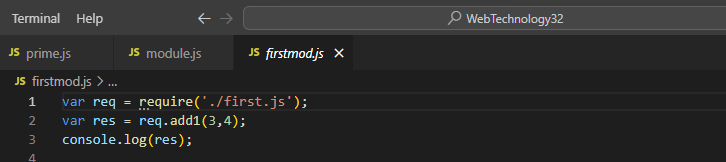 Terminal Help WebTechnology32
JS prime.js JS module.js JS firstmod.js
JS firstmod.js > ...
1 var req = require('./first.js');
2 var res = req.add1(3,4);
3 console.log(res);
4